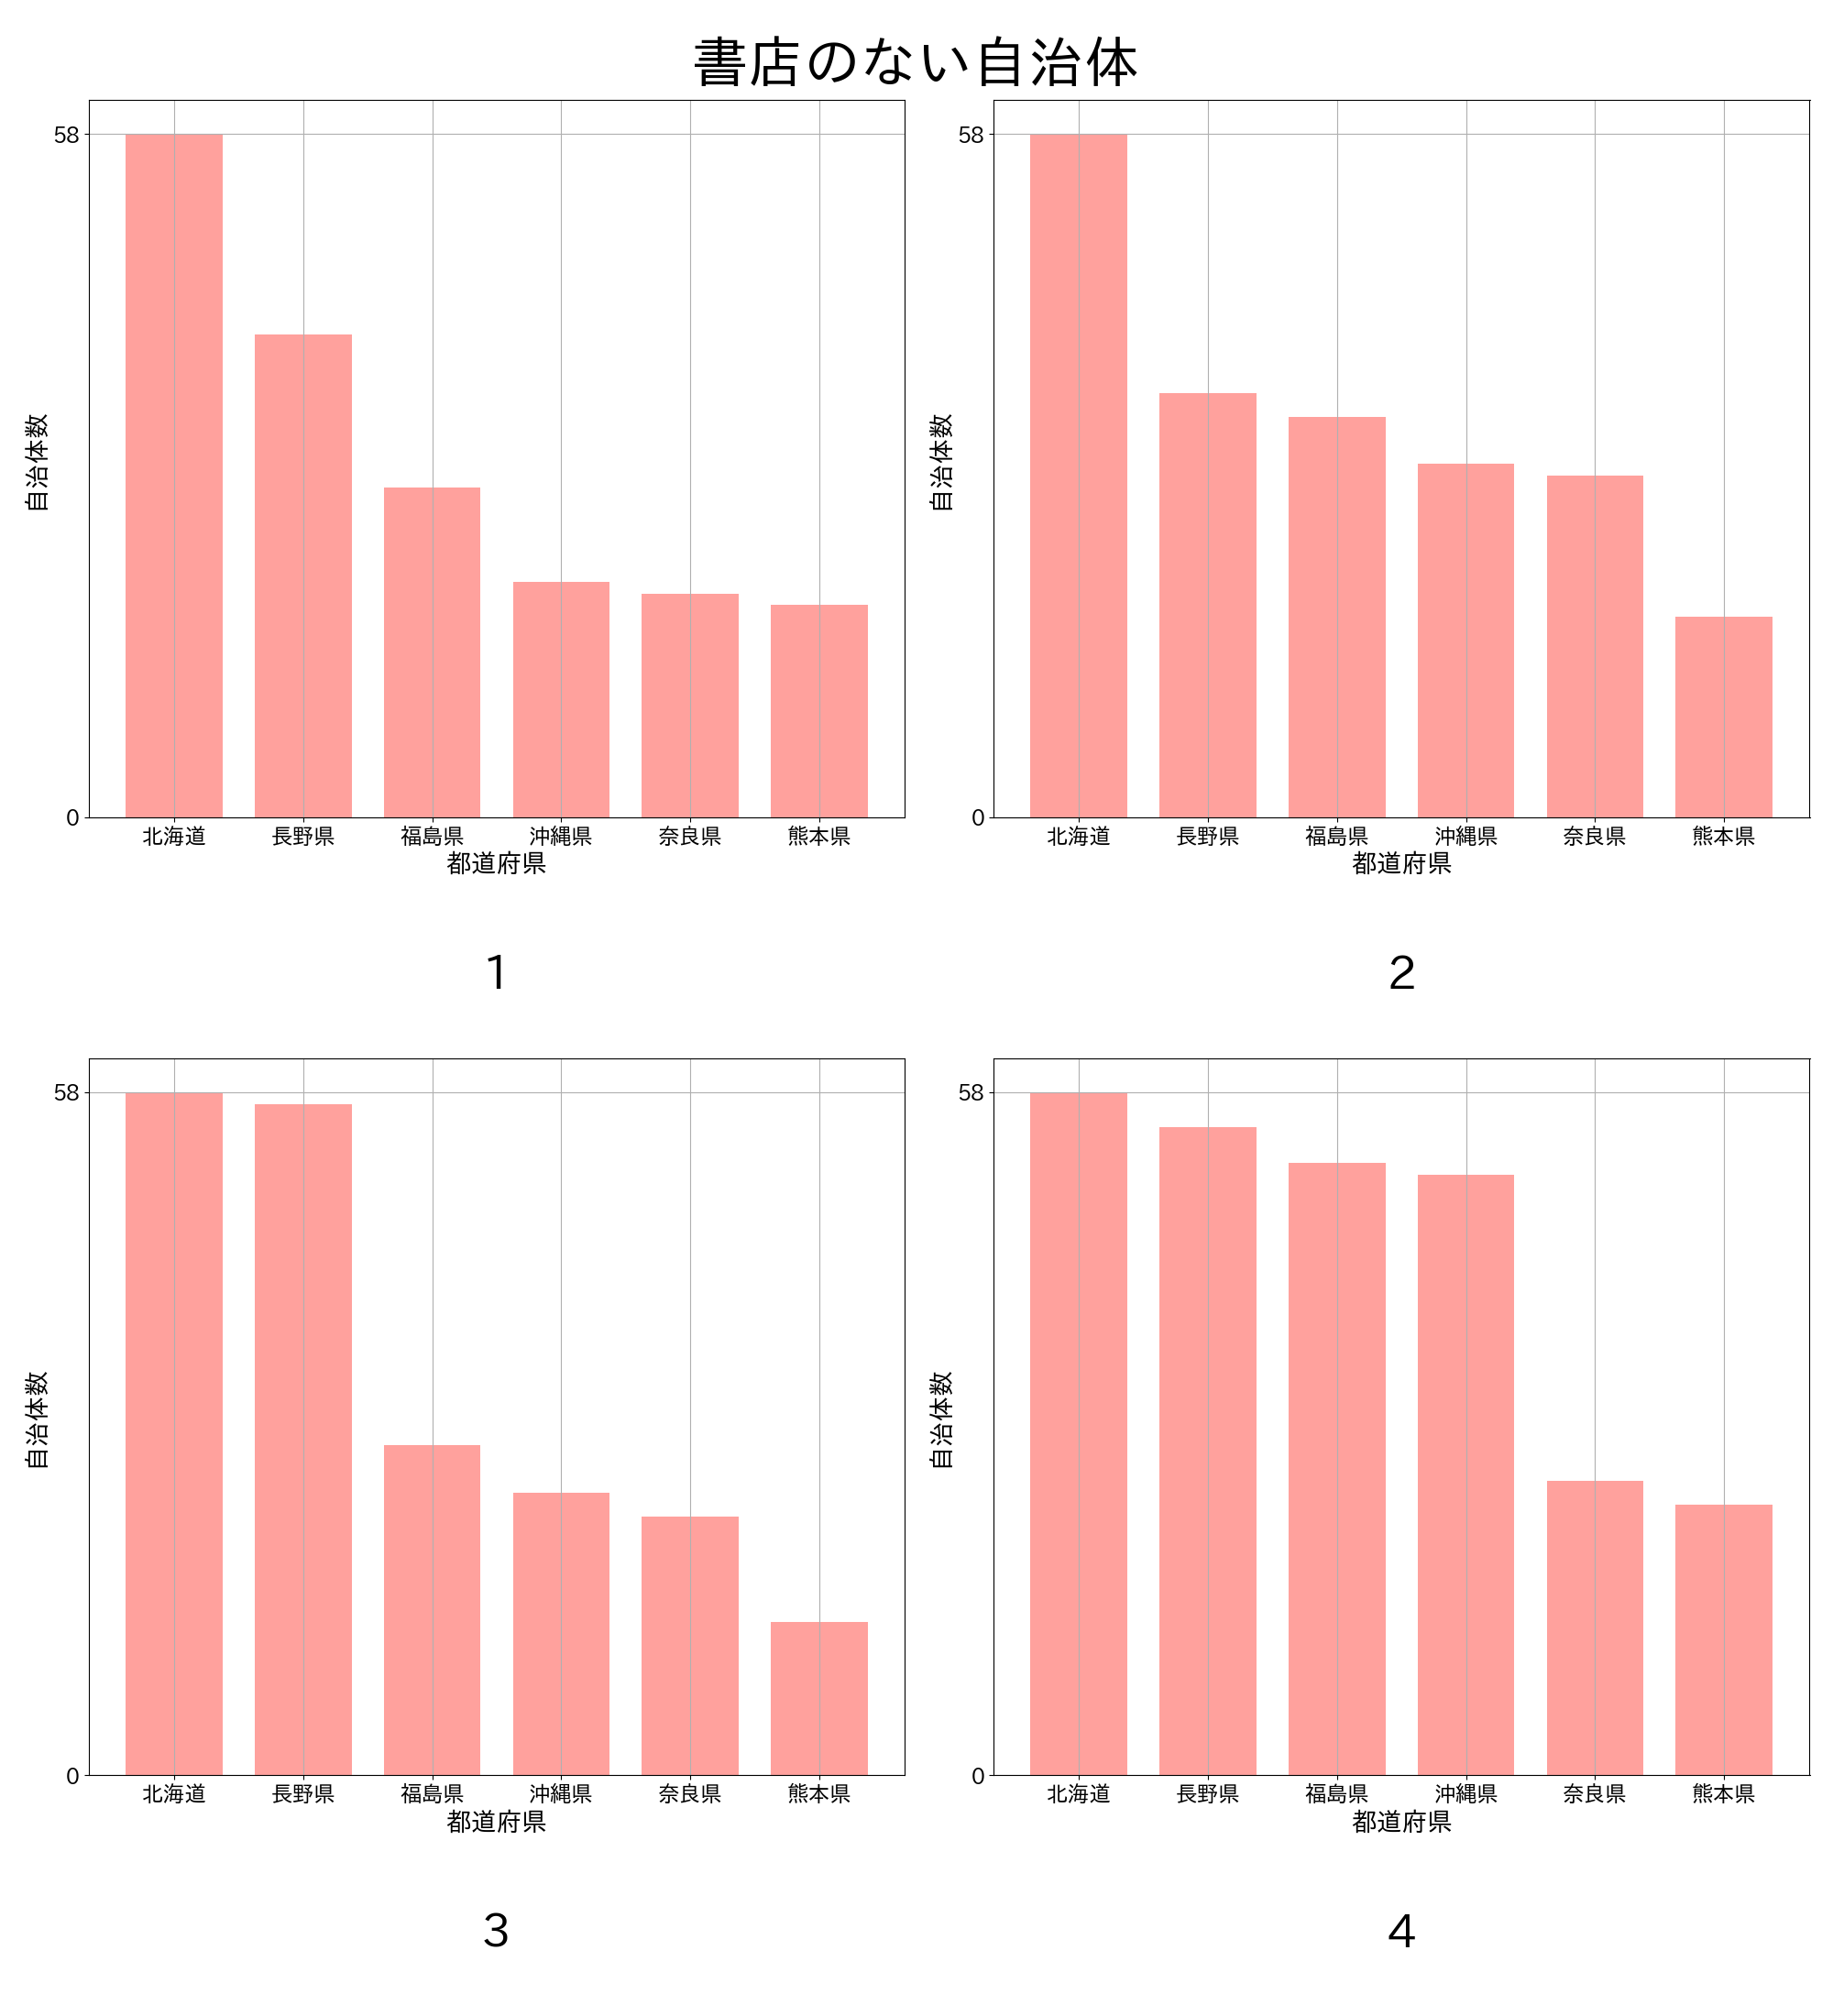 書店のない自治体
58
0
自治体数
北海道 長野県 福島県 沖縄県 奈良県 熊本県
都道府県
1
58
0
自治体数
北海道 長野県 福島県 沖縄県 奈良県 熊本県
都道府県
2
58
0
自治体数
北海道 長野県 福島県 沖縄県 奈良県 熊本県
都道府県
3
58
0
自治体数
北海道 長野県 福島県 沖縄県 奈良県 熊本県
都道府県
4